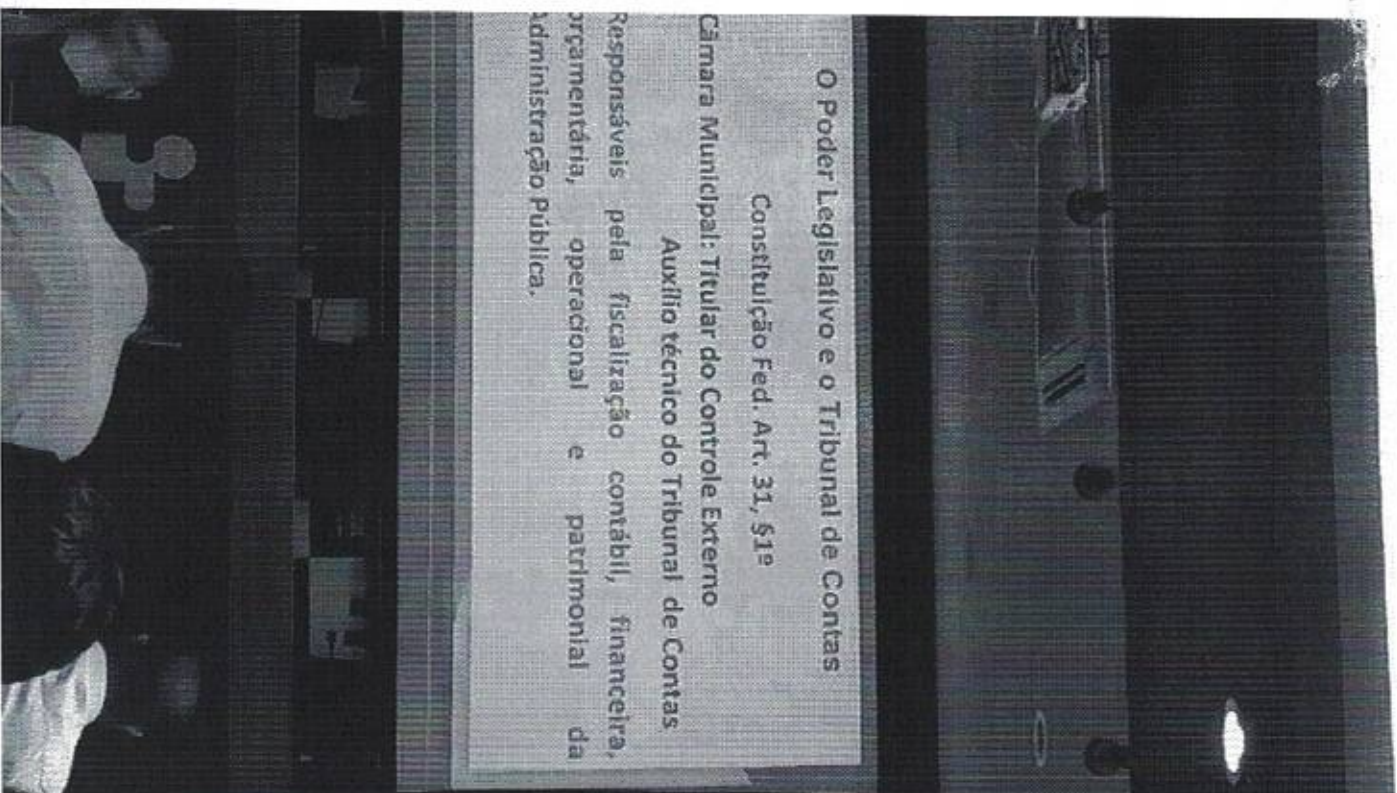 O Poder Legislativo e o Tribunal de Contas
Constituição Fed. Art. 31, §1º
Câmara Municipal: Titular do Controle Externo
Auxílio técnico do Tribunal de Contas
Responsáveis pela fiscalização contábil, financeira,
orçamentária, operacional e patrimonial da
Administração Pública.